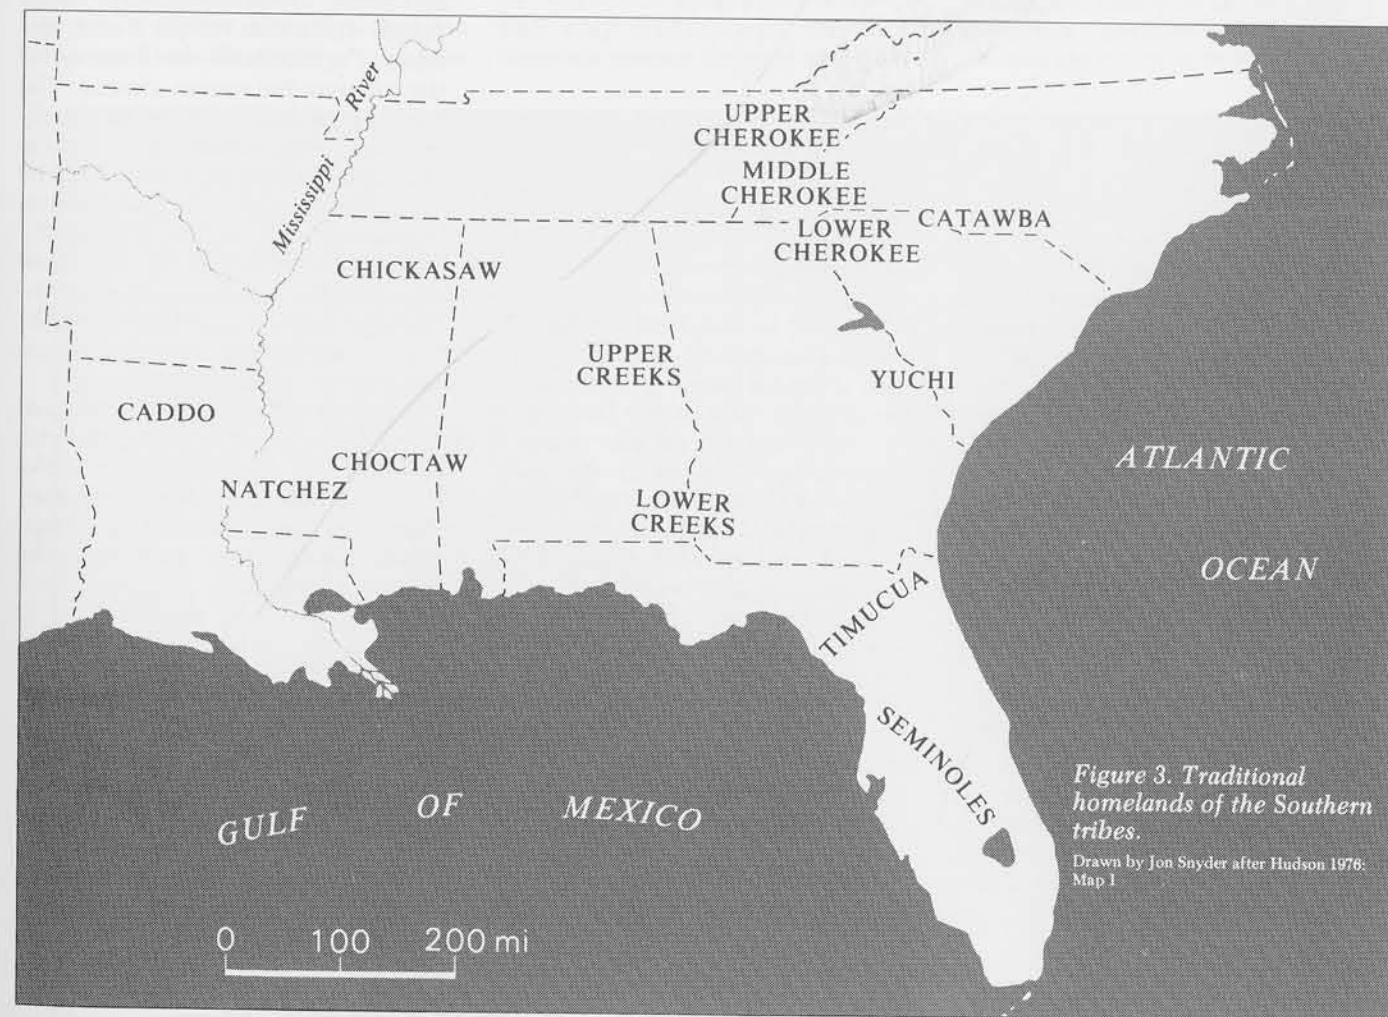 River
Mississippi
UPPER
CHEROKEE
MIDDLE
CHEROKEE
LOWER
CHEROKEE
CATAWBA
CHICKASAW
UPPER
CREEKS
YUCHI
CADDO
CHOCTAW
NATCHEZ
LOWER
CREEKS
ATLANTIC
OCEAN
TIMUCUA
SEMINOLES
GULF OF MEXICO
Figure 3. Traditional
homelands of the Southern
tribes.
Drawn by Jon Snyder after Hudson 1976:
Map 1
0 100 200 mi